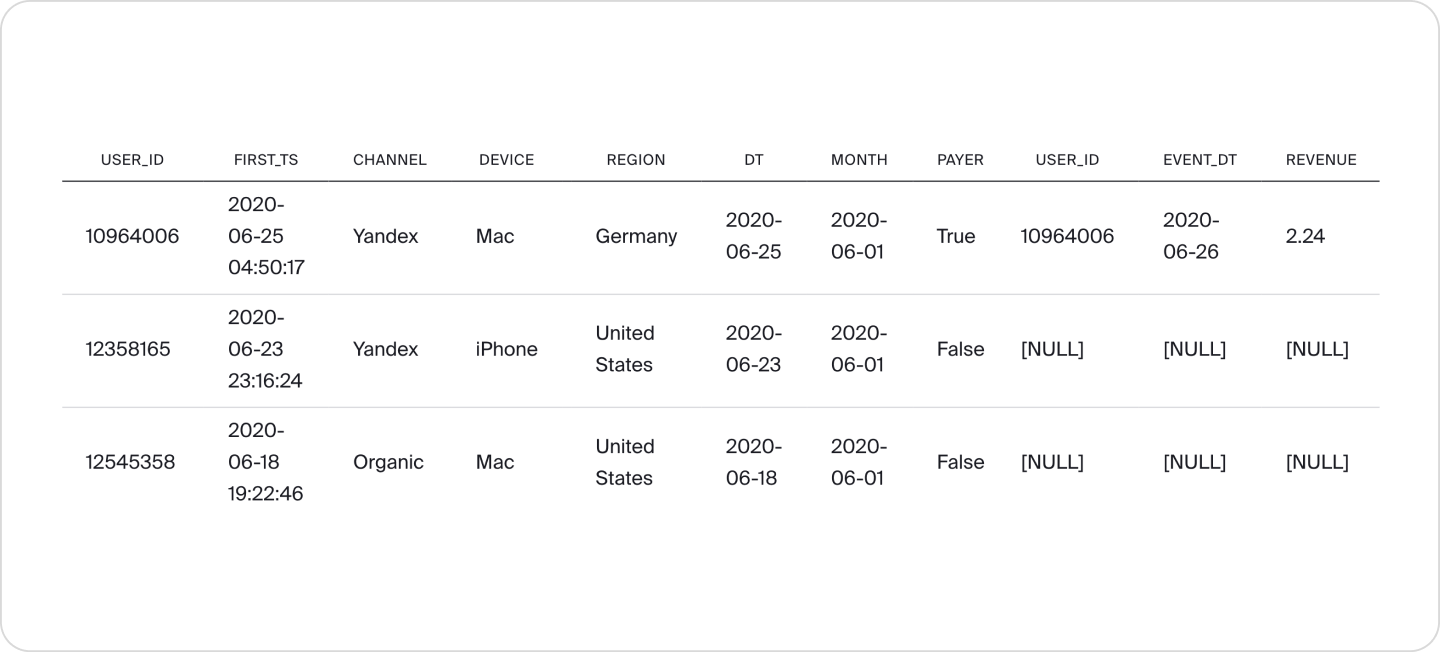 USER_ID FIRST_TS CHANNEL DEVICE REGION DT MONTH PAYER USER_ID EVENT_DT REVENUE
2020-
2020- 2020- 2020-
10964006 06-25 Yandex Mac Germany True 10964006 2.24
06-25 06-01 06-26
04:50:17
2020-
United 2020- 2020-
12358165 06-23 Yandex iPhone False [NULL] [NULL] [NULL]
States 06-23 06-01
23:16:24
2020-
United 2020- 2020-
12545358 06-18 Organic Mac False [NULL] [NULL] [NULL]
States 06-18 06-01
19:22:46